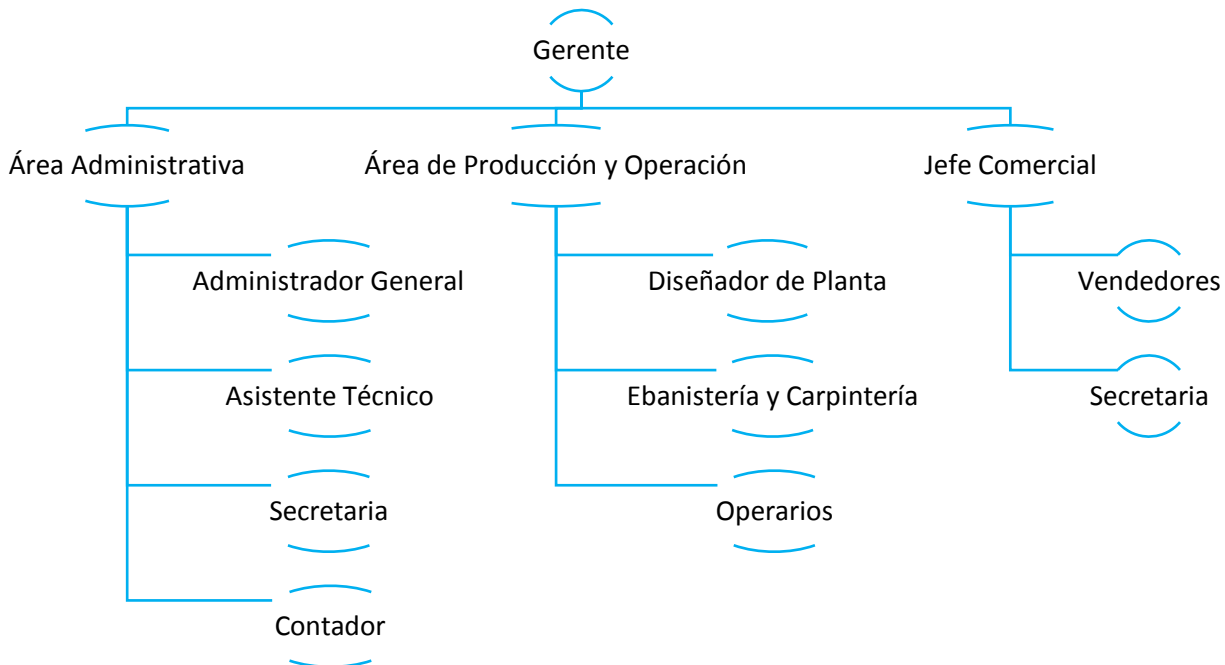 Gerente
Área Administrativa
Área de Producción y Operación
Jefe Comercial
Administrador General
Diseñador de Planta
Vendedores
Asistente Técnico
Ebanistería y Carpintería
Secretaria
Secretaria
Operarios
Contador